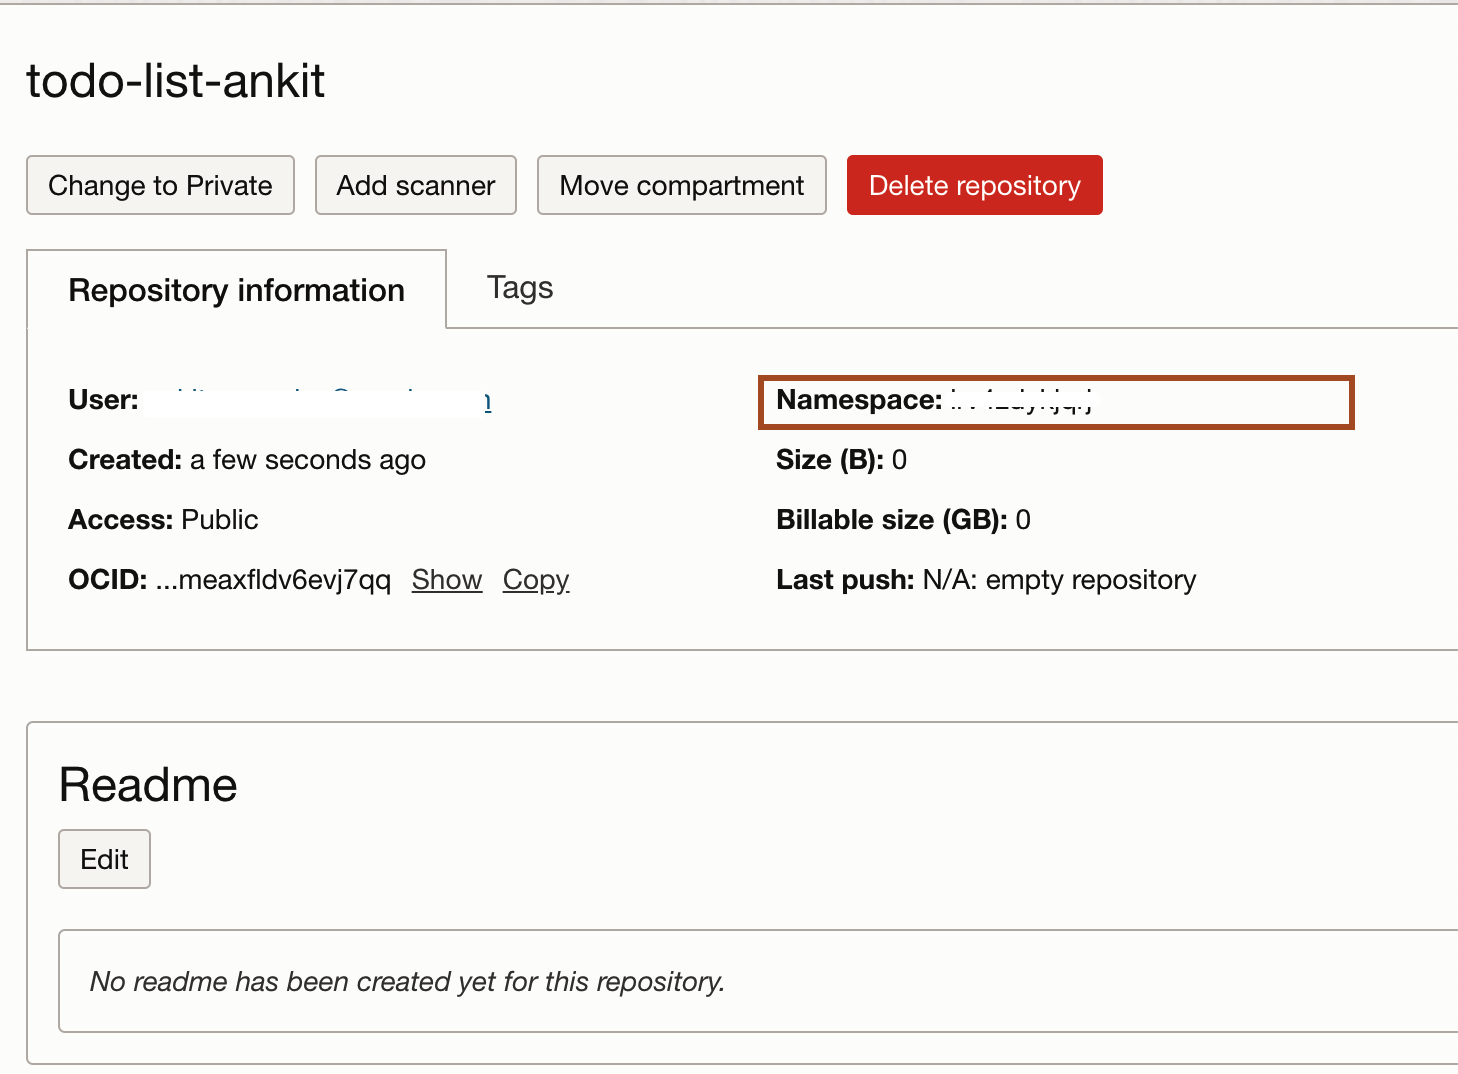 todo-list-ankit
Change to Private Add scanner Move compartment Delete repository
Repository information Tags
User:
Namespace:
Created: a few seconds ago
Size (B): 0
Access: Public
Billable size (GB): 0
OCID: ...meaxfldv6evj7qq Show Copy
Last push: N/A: empty repository
Readme
Edit
No readme has been created yet for this repository.